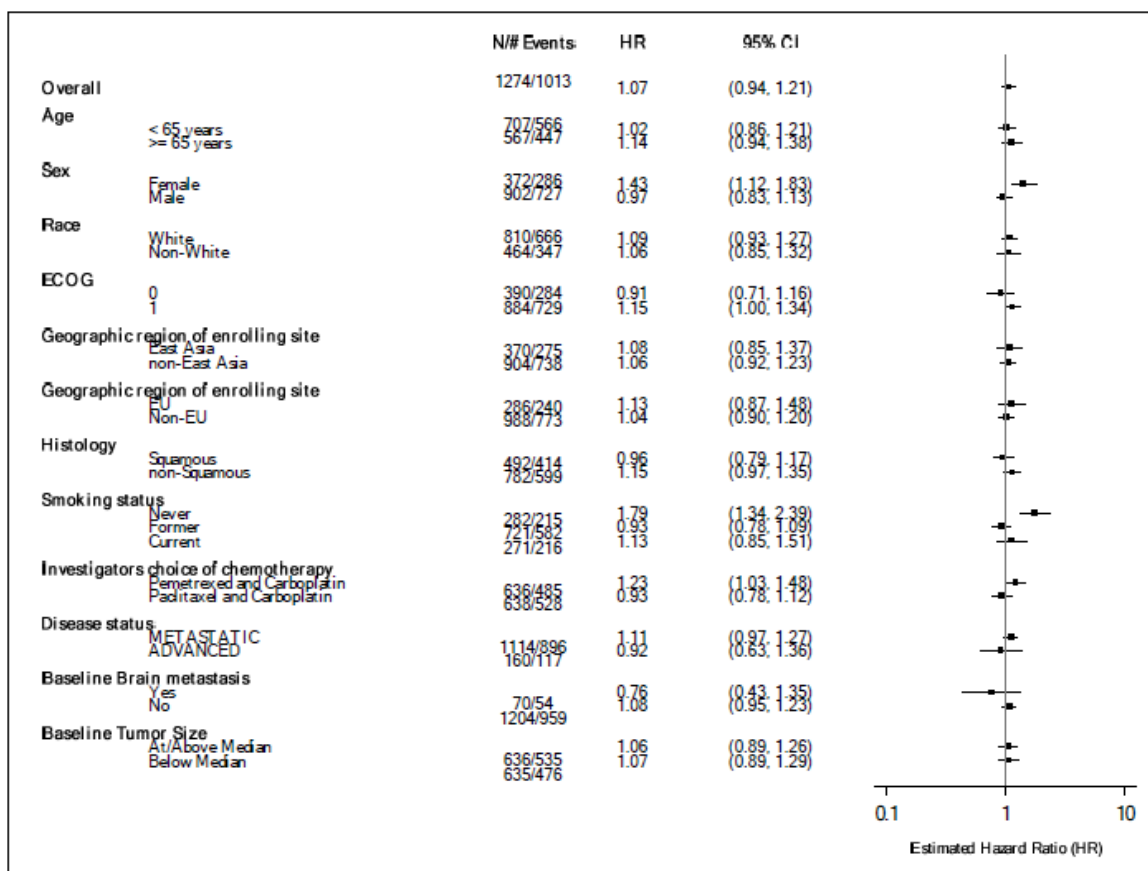 N/# Events HR 95% CI
Overall 1274/1013 1.07 (0.94, 1.21)
Age
< 65 years 707/566 1.02 (0.86, 1.21)
>= 65 years 567/447 1.14 (0.94, 1.38)
Sex
Female 372/286 1.43 (1.12, 1.83)
Male 902/727 0.97 (0.83, 1.13)
Race
White 810/666 1.09 (0.93, 1.27)
Non-White 464/347 1.06 (0.85, 1.32)
ECOG
0 390/284 0.91 (0.71, 1.16)
1 884/729 1.15 (1.00, 1.34)
Geographic region of enrolling site
East Asia 370/275 1.08 (0.85, 1.37)
non-East Asia 904/738 1.06 (0.92, 1.23)
Geographic region of enrolling site
EU 286/240 1.13 (0.87, 1.48)
Non-EU 988/773 1.04 (0.90, 1.20)
Histology
Squamous 492/414 0.96 (0.79, 1.17)
non-Squamous 782/599 1.15 (0.97, 1.35)
Smoking status
Never 282/215 1.79 (1.34, 2.39)
Former 721/582 0.93 (0.78, 1.09)
Current 271/216 1.13 (0.85, 1.51)
Investigators choice of chemotherapy
Pemetrexed and Carboplatin 636/485 1.23 (1.03, 1.48)
Paclitaxel and Carboplatin 638/528 0.93 (0.78, 1.12)
Disease status
METASTATIC 1114/896 1.11 (0.97, 1.27)
ADVANCED 160/117 0.92 (0.63, 1.36)
Baseline Brain metastasis
Yes 70/54 0.76 (0.43, 1.35)
No 1204/959 1.08 (0.95, 1.23)
Baseline Tumor Size
At/Above Median 636/535 1.06 (0.89, 1.26)
Below Median 635/476 1.07 (0.89, 1.29)
0.1 1 10
Estimated Hazard Ratio (HR)